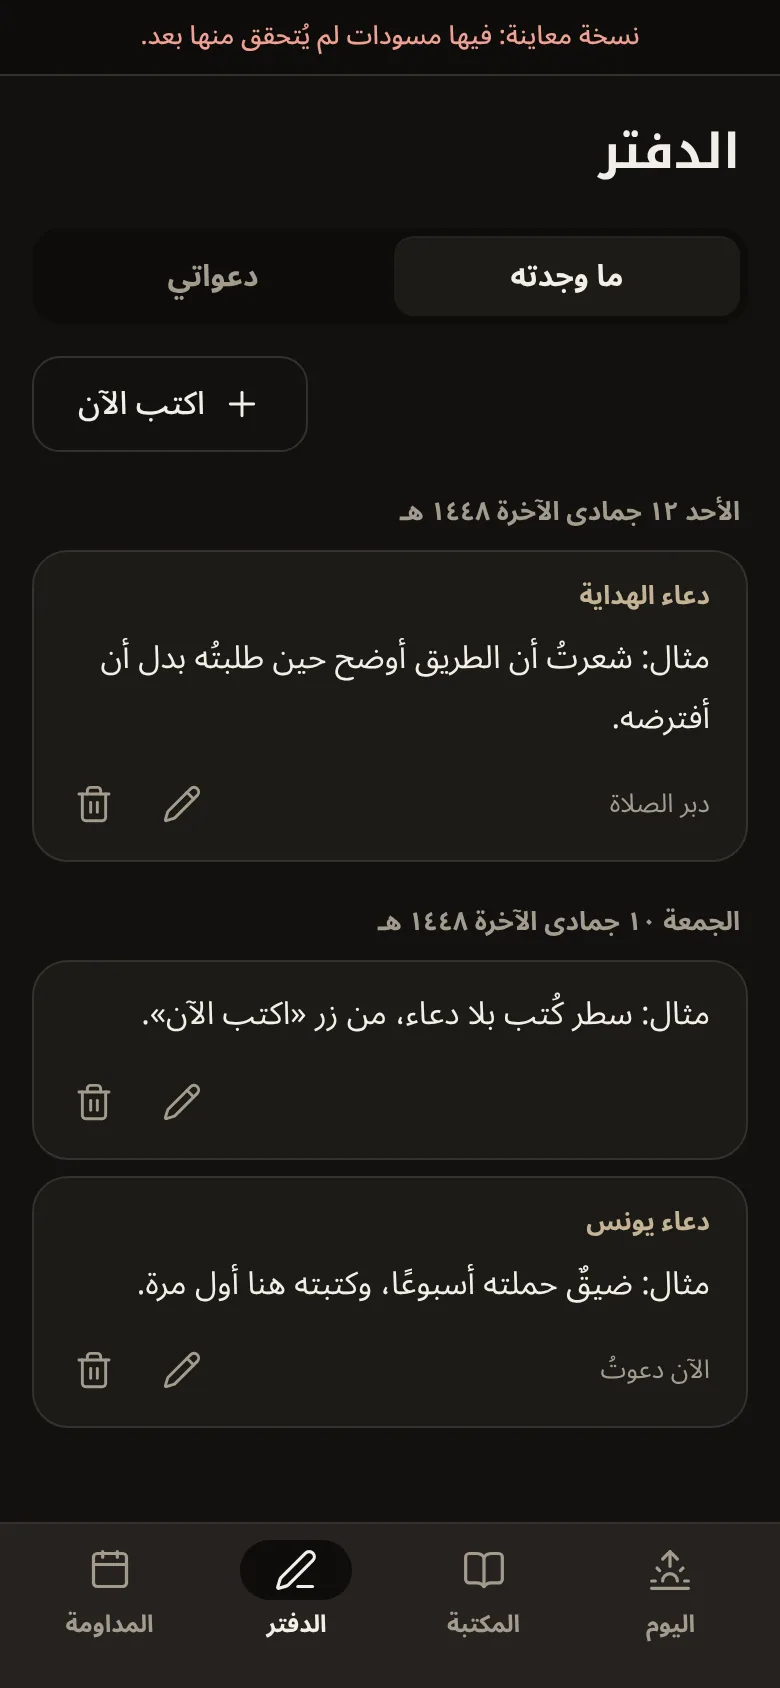 نسخة معاينة: فيها مسودات لم يُتحقق منها بعد.
الدفتر
ما وجدته
دعواتي
اكتب الآن
الأحد ١٢ جمادى الآخرة ١٤٤٨ هـ
دعاء الهداية
مثال: شعرتُ أن الطريق أوضح حين طلبتُه بدل أن
أفترضه.
دبر الصلاة
الجمعة ١٠ جمادى الآخرة ١٤٤٨ هـ
مثال: سطر كُتب بلا دعاء، من زر «اكتب الآن».
دعاء يونس
مثال: ضيقٌ حملته أسبوعًا، وكتبته هنا أول مرة.
الآن دعوتُ
اليوم
المكتبة
الدفتر
المداومة